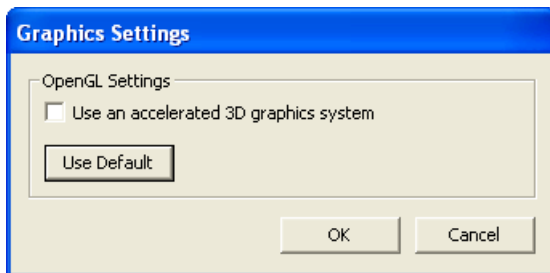 Graphics Settings
OpenGL Settings
Use an accelerated 3D graphics system
Use Default
OK Cancel